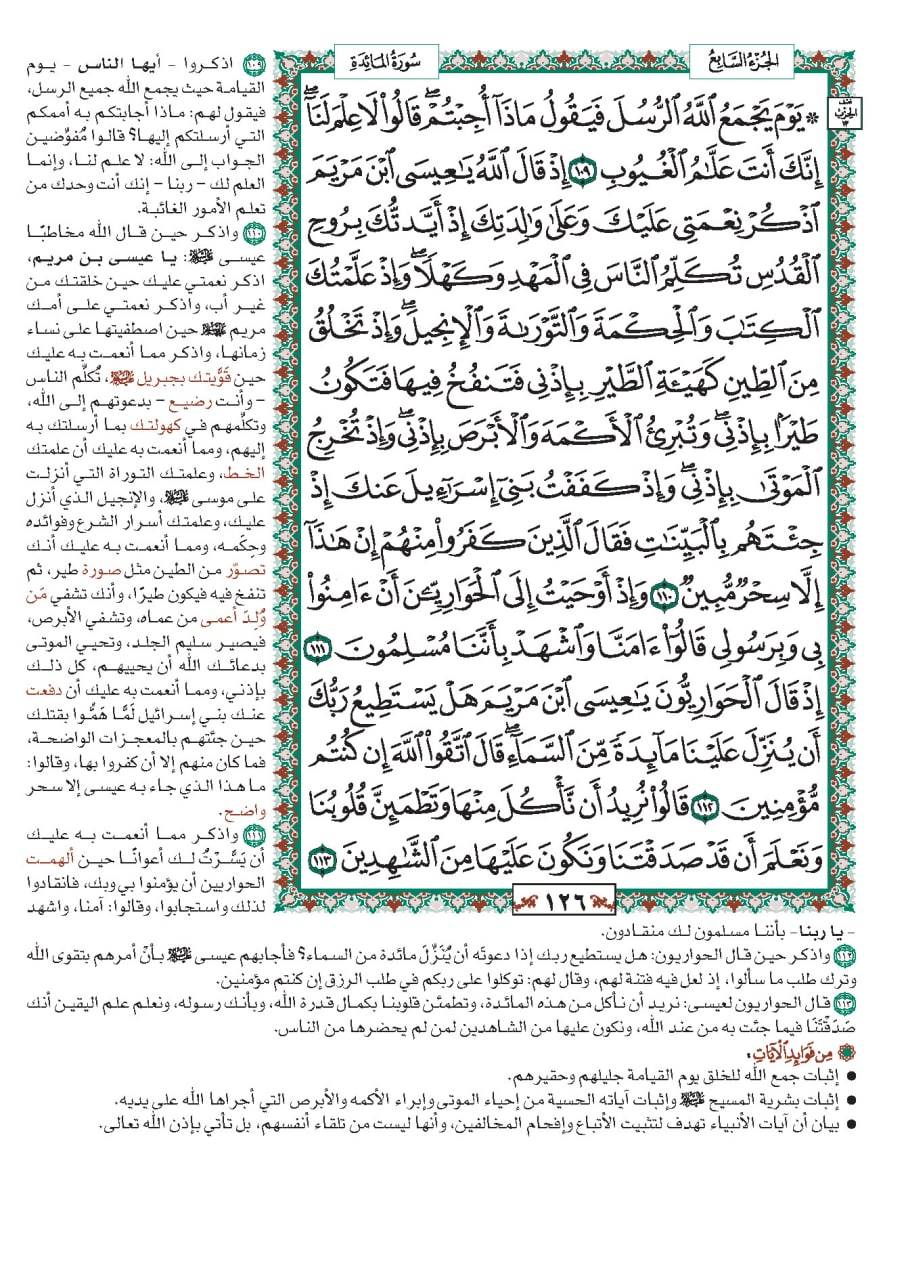 الجُزْءُ السَّابِعُ
سُورَةُ المَائِدَةِ
۞ يَوْمَ يَجْمَعُ ٱللَّهُ ٱلرُّسُلَ فَيَقُولُ مَاذَآ أُجِبْتُمْۖ قَالُوا۟ لَا عِلْمَ لَنَآۖ
إِنَّكَ أَنتَ عَلَّٰمُ ٱلْغُيُوبِ ١٠٩ إِذْ قَالَ ٱللَّهُ يَٰعِيسَى ٱبْنَ مَرْيَمَ
ٱذْكُرْ نِعْمَتِى عَلَيْكَ وَعَلَىٰ وَٰلِدَتِكَ إِذْ أَيَّدتُّكَ بِرُوحِ
ٱلْقُدُسِ تُكَلِّمُ ٱلنَّاسَ فِى ٱلْمَهْدِ وَكَهْلًاۖ وَإِذْ عَلَّمْتُكَ
ٱلْكِتَٰبَ وَٱلْحِكْمَةَ وَٱلتَّوْرَىٰةَ وَٱلْإِنجِيلَۖ وَإِذْ تَخْلُقُ
مِنَ ٱلطِّينِ كَهَيْـَٔةِ ٱلطَّيْرِ بِإِذْنِى فَتَنفُخُ فِيهَا فَتَكُونُ
طَيْرًۢا بِإِذْنِىۖ وَتُبْرِئُ ٱلْأَكْمَهَ وَٱلْأَبْرَصَ بِإِذْنِىۖ وَإِذْ تُخْرِجُ
ٱلْمَوْتَىٰ بِإِذْنِىۖ وَإِذْ كَفَفْتُ بَنِىٓ إِسْرَٰٓءِيلَ عَنكَ إِذْ
جِئْتَهُم بِٱلْبَيِّنَٰتِ فَقَالَ ٱلَّذِينَ كَفَرُوا۟ مِنْهُمْ إِنْ هَٰذَآ
إِلَّا سِحْرٌ مُّبِينٌ ١١٠ وَإِذْ أَوْحَيْتُ إِلَى ٱلْحَوَارِيِّـۧنَ أَنْ ءَامِنُوا۟
بِى وَبِرَسُولِى قَالُوٓا۟ ءَامَنَّا وَٱشْهَدْ بِأَنَّنَا مُسْلِمُونَ ١١١
إِذْ قَالَ ٱلْحَوَارِيُّونَ يَٰعِيسَى ٱبْنَ مَرْيَمَ هَلْ يَسْتَطِيعُ رَبُّكَ
أَن يُنَزِّلَ عَلَيْنَا مَآئِدَةً مِّنَ ٱلسَّمَآءِۖ قَالَ ٱتَّقُوا۟ ٱللَّهَ إِن كُنتُم
مُّؤْمِنِينَ ١١٢ قَالُوا۟ نُرِيدُ أَن نَّأْكُلَ مِنْهَا وَتَطْمَئِنَّ قُلُوبُنَا
وَنَعْلَمَ أَن قَدْ صَدَقْتَنَا وَنَكُونَ عَلَيْهَا مِنَ ٱلشَّٰهِدِينَ ١١٣
١٢٦
١٠٩ اذكروا - أيها الناس - يوم
القيامة حيث يجمع الله جميع الرسل،
فيقول لهم: ماذا أجابتكم به أممكم
التي أرسلتكم إليها؟ قالوا مُفوِّضين
الجواب إلى الله: لا علم لنا، وإنما
العلم لك - ربنا - إنك أنت وحدك من
تعلم الأمور الغائبة.
١١٠ واذكر حين قال الله مخاطبًا
عيسى ﷺ: يا عيسى بن مريم،
اذكر نعمتي عليك حين خلقتك من
غير أب، واذكر نعمتي على أمك
مريم حين اصطفيتها على نساء
زمانها، واذكر مما أنعمت به عليك
حين قَوَّيتك بجبريل، تُكلِّم الناس
- وأنت رضيع - بدعوتهم إلى الله،
وتكلِّمهم في كهولتك بما أرسلتك به
إليهم، ومما أنعمت به عليك أن علمتك
الخط، وعلمتك التوراة التي أنزلت
على موسى ﷺ، والإنجيل الذي أنزل
عليك، وعلمتك أسرار الشرع وفوائده
وحِكَمه، ومما أنعمت به عليك أنك
تصوّر من الطين مثل صورة طير، ثم
تنفخ فيه فيكون طيرًا، وأنك تشفي مَن
وُلِدَ أعمى من عماه، وتشفي الأبرص،
فيصير سليم الجلد، وتحيي الموتى
بدعائك الله أن يحييهم، كل ذلك
بإذني، ومما أنعمت به عليك أن دفعت
عنك بني إسرائيل لَمَّا هَمُّوا بقتلك
حين جئتهم بالمعجزات الواضحة،
فما كان منهم إلا أن كفروا بها، وقالوا:
ما هذا الذي جاء به عيسى إلا سحر
واضح.
١١١ واذكر مما أنعمت به عليك
أن يَسَّرْتُ لك أعوانًا حين ألهمت
الحواريين أن يؤمنوا بي وبك، فانقادوا
لذلك واستجابوا، وقالوا: آمنا، واشهد
- يا ربنا- بأننا مسلمون لك منقادون.
١١٢ واذكر حين قال الحواريون: هل يستطيع ربك إذا دعوتَه أن يُنَزِّلَ مائدة من السماء؟ فأجابهم عيسى ﷺ بأنْ أمرهم بتقوى الله
وترك طلب ما سألوا، إذ لعل فيه فتنة لهم، وقال لهم: توكلوا على ربكم في طلب الرزق إن كنتم مؤمنين.
١١٣ قال الحواريون لعيسى: نريد أن نأكل من هذه المائدة، وتطمئن قلوبنا بكمال قدرة الله، وبأنك رسوله، ونعلم علم اليقين أنك
صَدَقْتَنَا فيما جئت به من عند الله، ونكون عليها من الشاهدين لمن لم يحضرها من الناس.
مِن فَوَائِدِ الآيَاتِ:
● إثبات جمع الله للخلق يوم القيامة جليلهم وحقيرهم.
● إثبات بشرية المسيح ﷺ وإثبات آياته الحسية من إحياء الموتى وإبراء الأكمه والأبرص التي أجراها الله على يديه.
● بيان أن آيات الأنبياء تهدف لتثبيت الأتباع وإفحام المخالفين، وأنها ليست من تلقاء أنفسهم، بل تأتي بإذن الله تعالى.